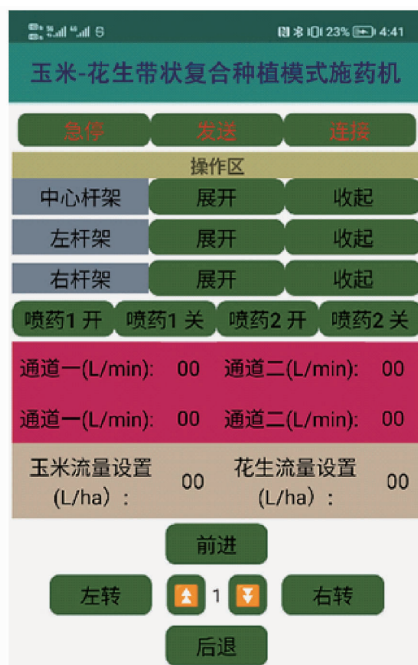 23% 4:41
玉米-花生带状复合种植模式施药机
急停 发送 连接
操作区
中心杆架 展开 收起
左杆架 展开 收起
右杆架 展开 收起
喷药1 开 喷药1 关 喷药2 开 喷药2 关
通道一(L/min): 00 通道二(L/min): 00
通道一(L/min): 00 通道二(L/min): 00
玉米流量设置 花生流量设置
00 00
(L/ha）: (L/ha）:
前进
左转 1 右转
后退